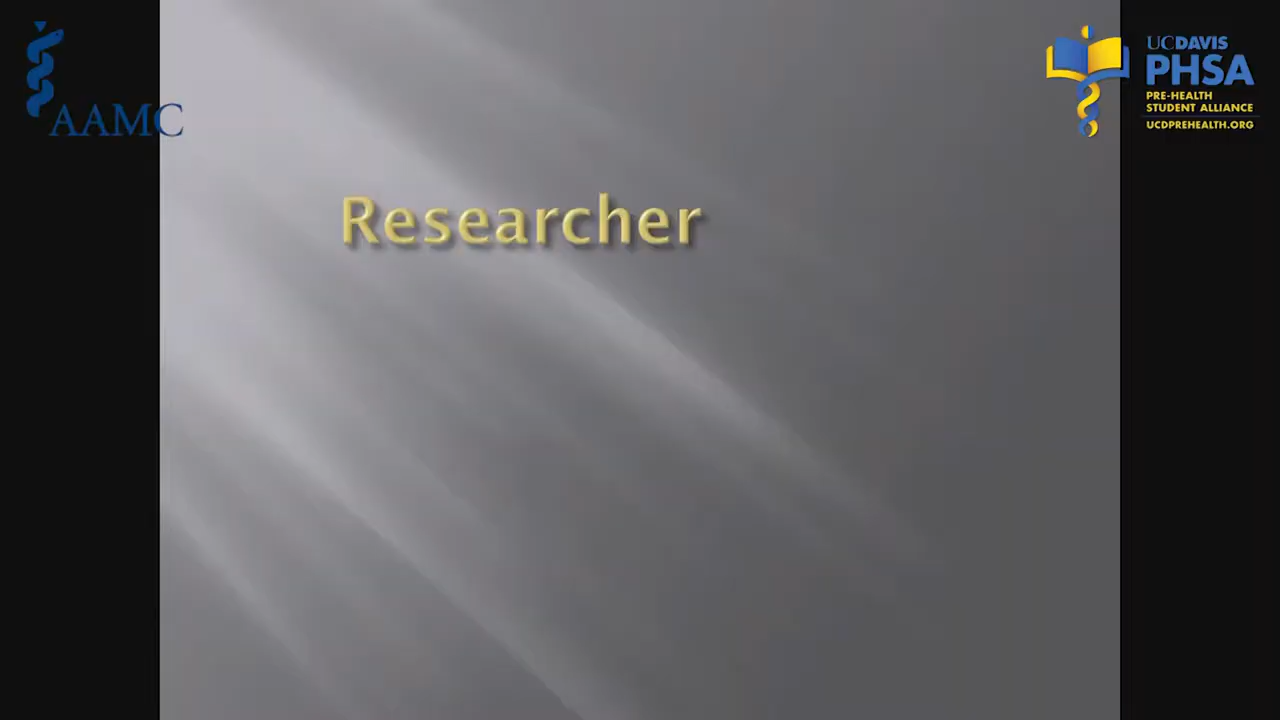 AAMC
UCDAVIS
PHSA
PRE-HEALTH
STUDENT ALLIANCE
UCDPREHEALTH.ORG
Researcher